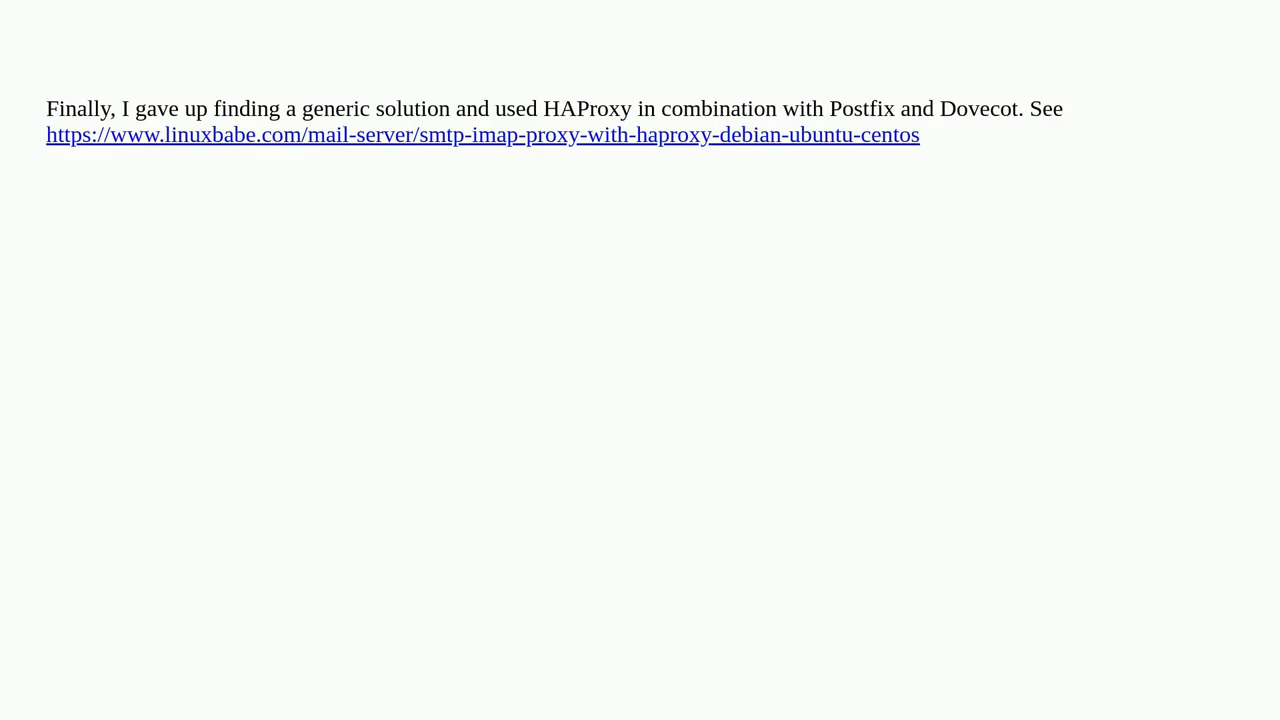 Finally, I gave up finding a generic solution and used HAProxy in combination with Postfix and Dovecot. See
https://www.linuxbabe.com/mail-server/smtp-imap-proxy-with-haproxy-debian-ubuntu-centos